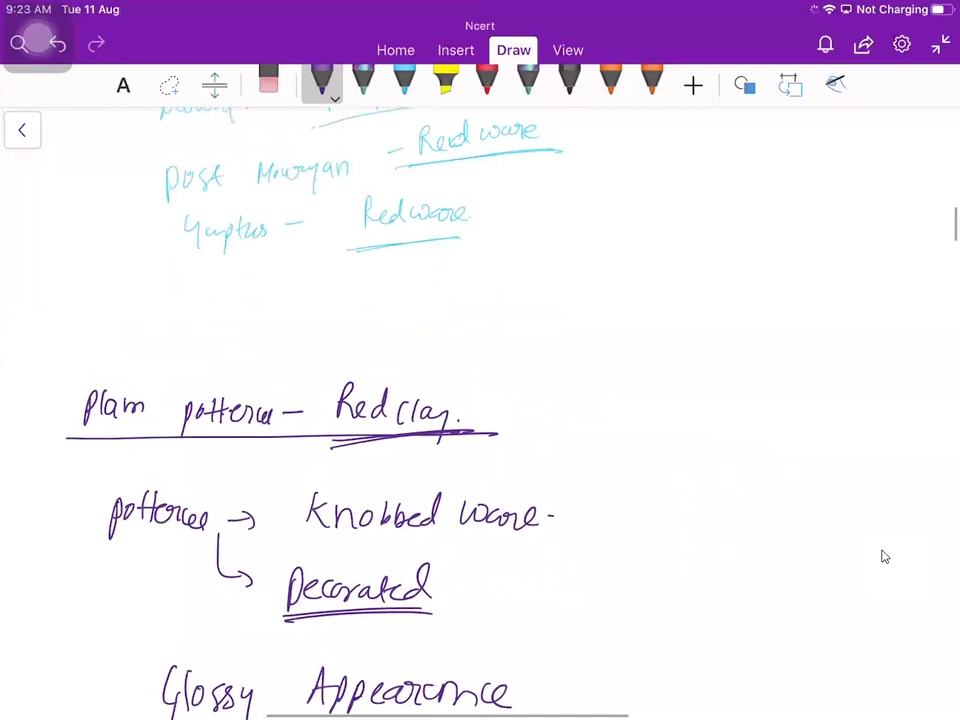 9:23 AM Tue 11 Aug Not Charging
Ncert
Home Insert Draw View
A
Post Mauryan - Red ware
Guptas - Redware.
Plain potteries - Red clay.
potteries → Knobbed ware -
Decorated
Glossy Appearance